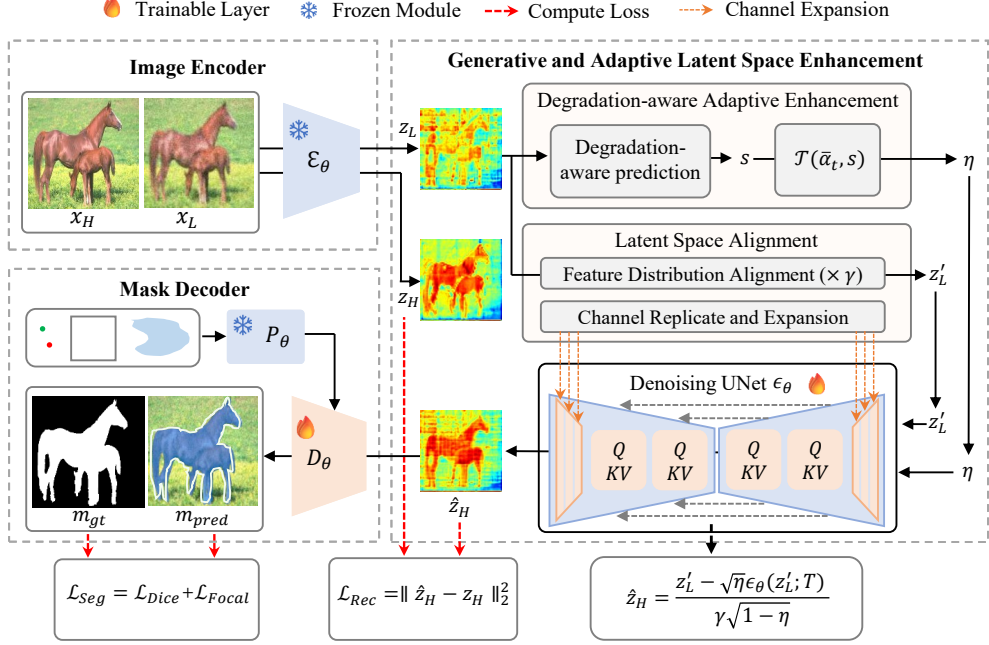 Trainable Layer Frozen Module Compute Loss Channel Expansion
Image Encoder
x_H x_L
ℰ_θ
z_L
z_H
Generative and Adaptive Latent Space Enhancement
Degradation-aware Adaptive Enhancement
Degradation-
aware prediction
s
𝒯(ᾱ_t, s)
η
Latent Space Alignment
Feature Distribution Alignment (× γ)
z′_L
Channel Replicate and Expansion
Denoising UNet ϵ_θ
Q
KV
Q
KV
Q
KV
Q
KV
z′_L
η
ẑ_H
Mask Decoder
P_θ
D_θ
m_gt m_pred
ℒ_Seg = ℒ_Dice+ℒ_Focal
ℒ_Rec =∥ ẑ_H − z_H ∥₂²
ẑ_H = (z′_L − √η ϵ_θ(z′_L; T)) / (γ√(1 − η))